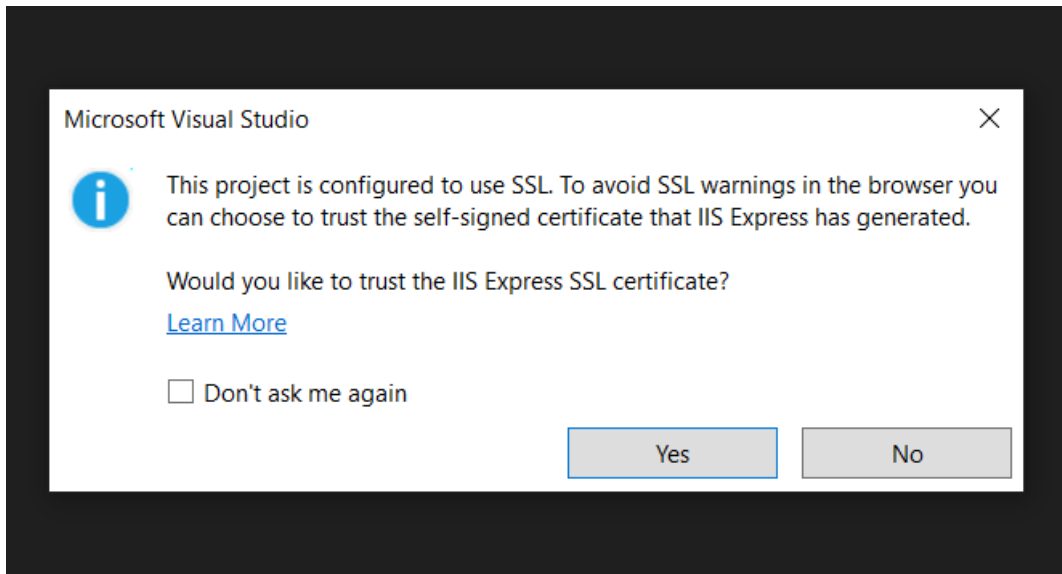 Microsoft Visual Studio
This project is configured to use SSL. To avoid SSL warnings in the browser you
can choose to trust the self-signed certificate that IIS Express has generated.
Would you like to trust the IIS Express SSL certificate?
Learn More
Don't ask me again
Yes
No